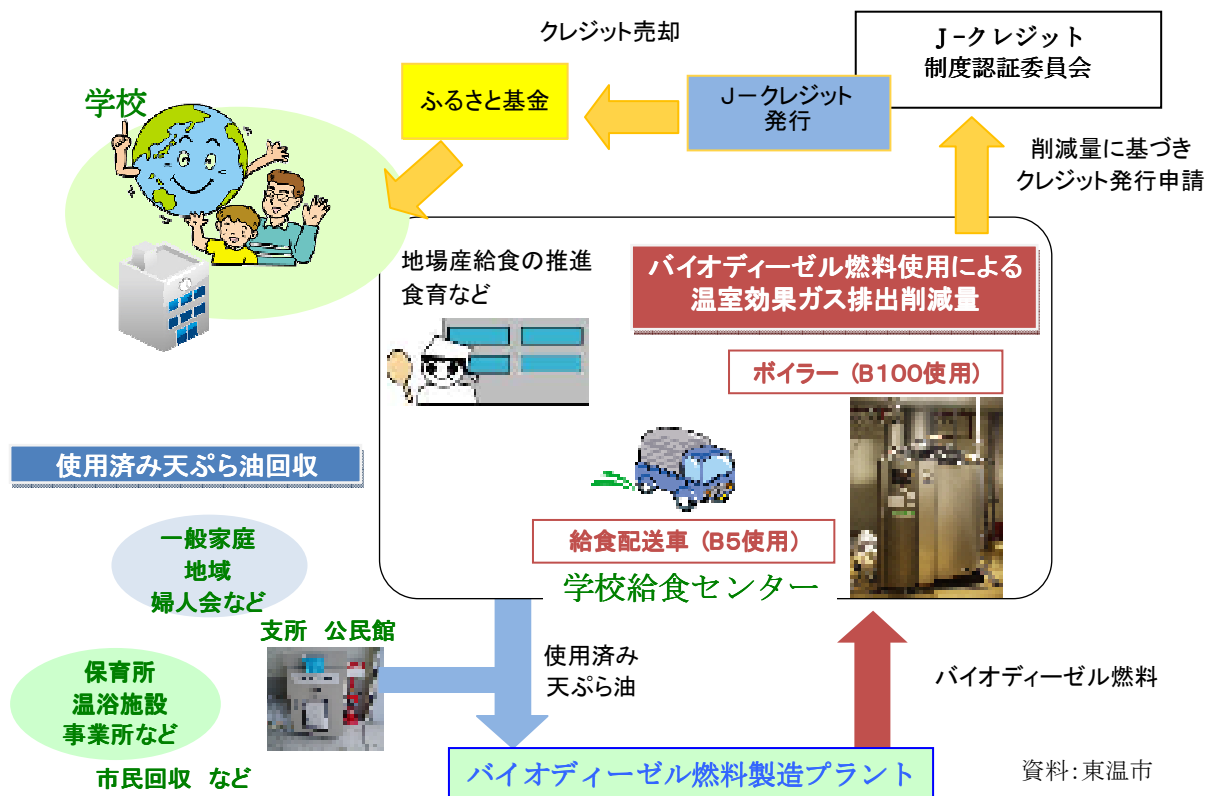 クレジット売却
J-クレジット
制度認証委員会
学校
ふるさと基金
J－クレジット
発行
削減量に基づき
クレジット発行申請
地場産給食の推進
食育など
バイオディーゼル燃料使用による
温室効果ガス排出削減量
ボイラー（B100使用）
使用済み天ぷら油回収
給食配送車（B5使用）
学校給食センター
一般家庭
地域
婦人会など
支所　公民館
保育所
温浴施設
事業所など
市民回収　など
使用済み
天ぷら油
バイオディーゼル燃料
バイオディーゼル燃料製造プラント
資料：東温市